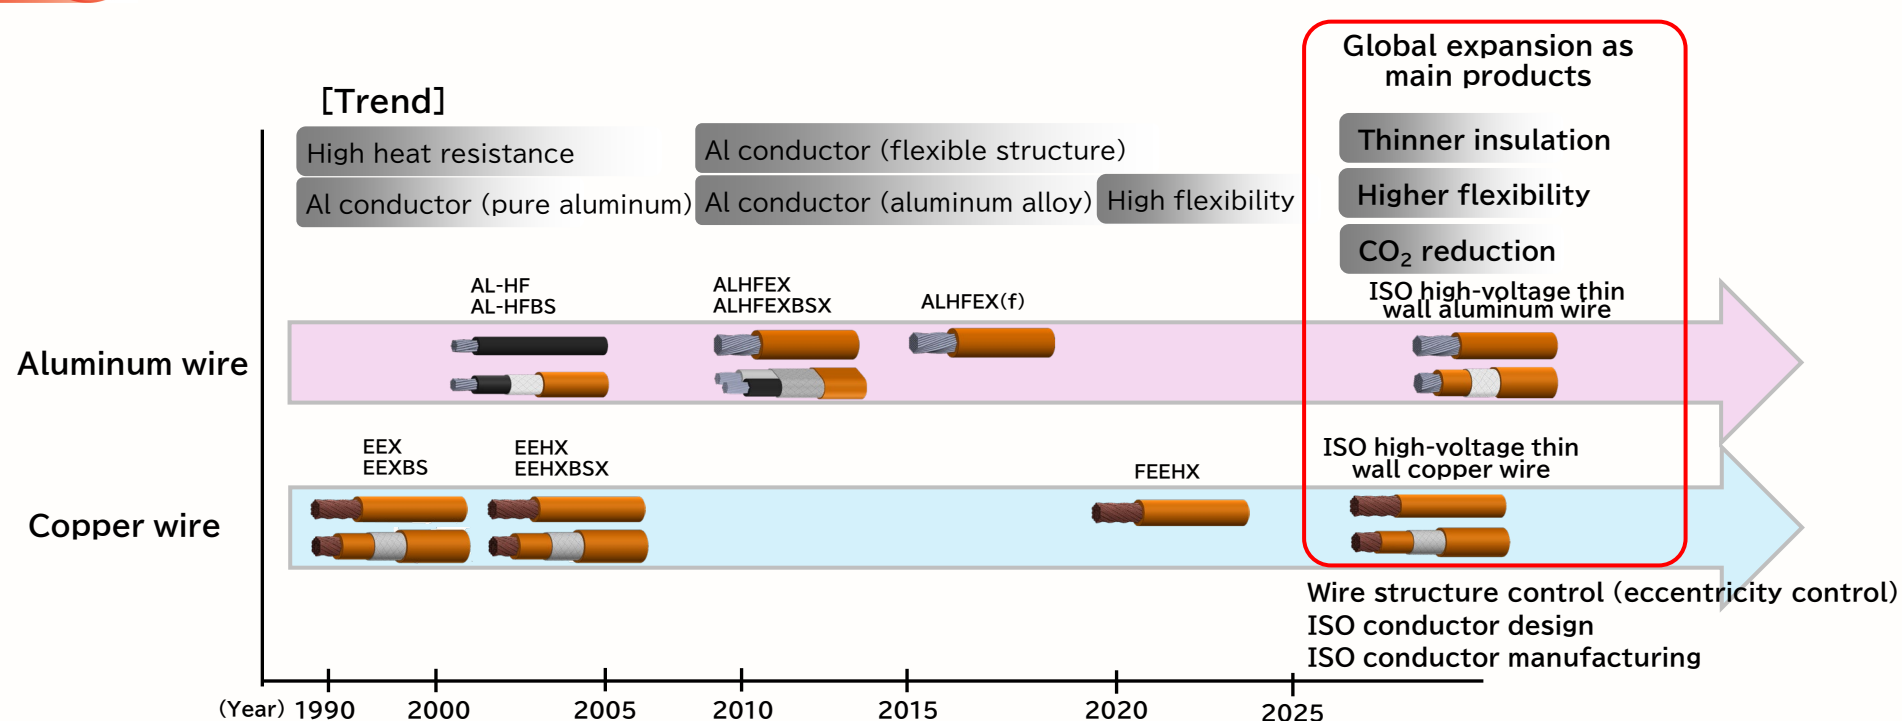 Global expansion as
main products
[Trend]
High heat resistance
Al conductor (pure aluminum)
Al conductor (flexible structure)
Al conductor (aluminum alloy)
High flexibility
Thinner insulation
Higher flexibility
CO₂ reduction
Aluminum wire
AL-HF
AL-HFBS
ALHFEX
ALHFEXBSX
ALHFEX(f)
ISO high-voltage thin
wall aluminum wire
Copper wire
EEX
EEXBS
EEHX
EEHXBSX
FEEHX
ISO high-voltage thin
wall copper wire
Wire structure control (eccentricity control)
ISO conductor design
ISO conductor manufacturing
(Year) 1990 2000 2005 2010 2015 2020 2025